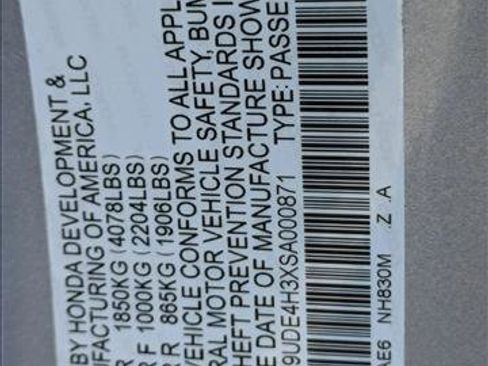 BY HONDA DEVELOPMENT &
FACTURING OF AMERICA, LLC
R 1850KG (4078LBS)
R F 1000KG (2204LBS)
R R 865KG (1906LBS)
VEHICLE CONFORMS TO ALL APPL
RAL MOTOR VEHICLE SAFETY, BUM
HEFT PREVENTION STANDARDS I
E DATE OF MANUFACTURE SHOW
9UDE4H3XSA000871 TYPE: PASSE
AE6 NH830M Z A